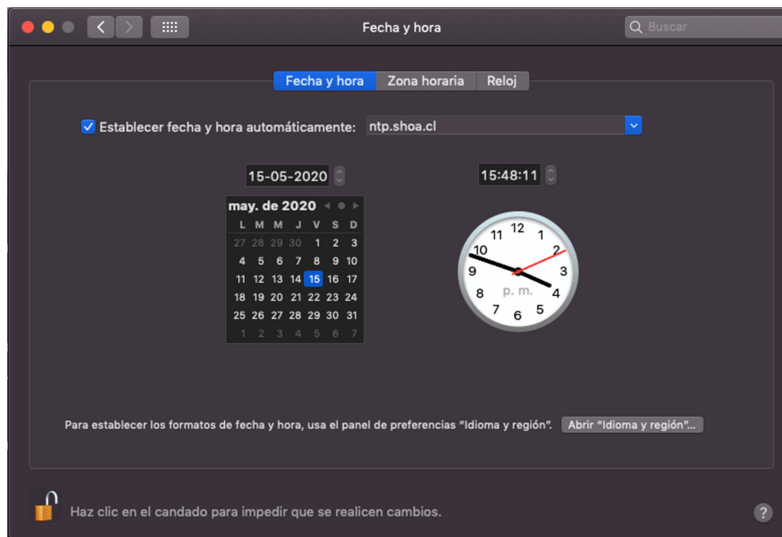 Fecha y hora
Buscar
Fecha y hora Zona horaria Reloj
Establecer fecha y hora automáticamente: ntp.shoa.cl
15-05-2020
15:48:11
may. de 2020
L M M J V S D
27 28 29 30 1 2 3
4 5 6 7 8 9 10
11 12 13 14 15 16 17
18 19 20 21 22 23 24
25 26 27 28 29 30 31
1 2 3 4 5 6 7
12
11 1
10 2
9 3
8 p. m. 4
7 5
6
Para establecer los formatos de fecha y hora, usa el panel de preferencias “Idioma y región”. Abrir “Idioma y región”...
Haz clic en el candado para impedir que se realicen cambios. ?